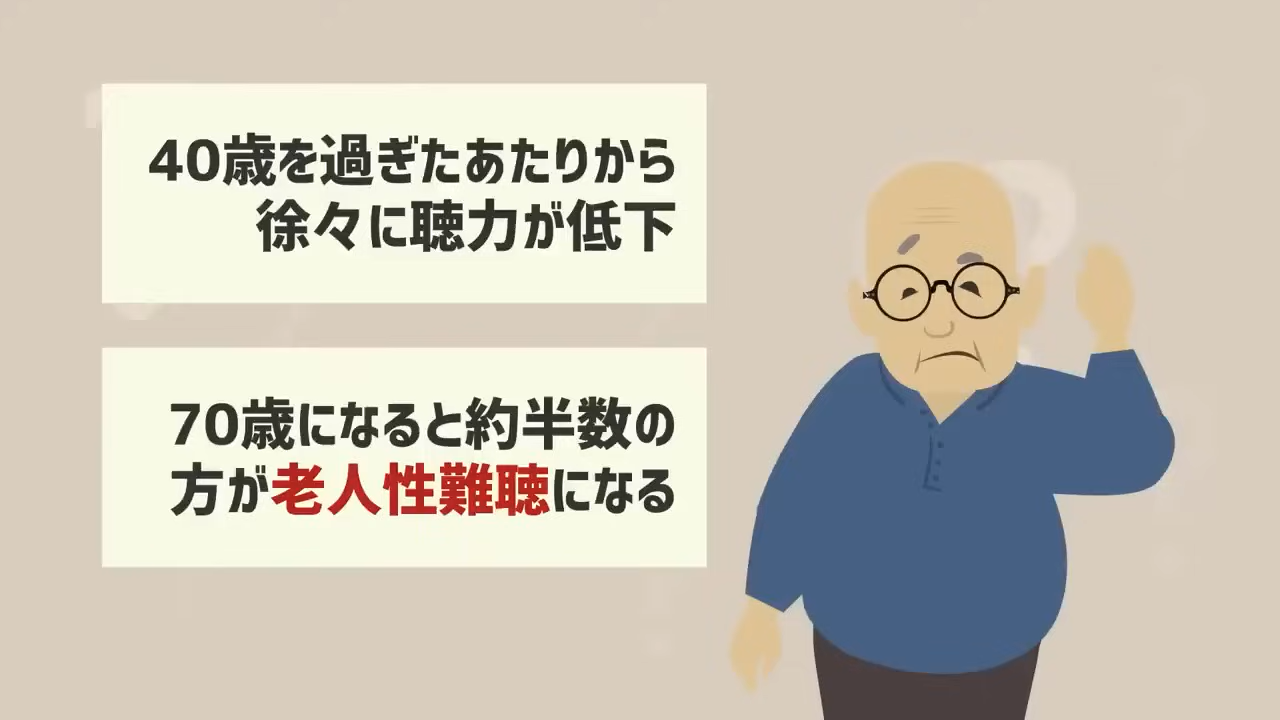 40歳を過ぎたあたりから
徐々に聴力が低下
70歳になると約半数の
方が老人性難聴になる